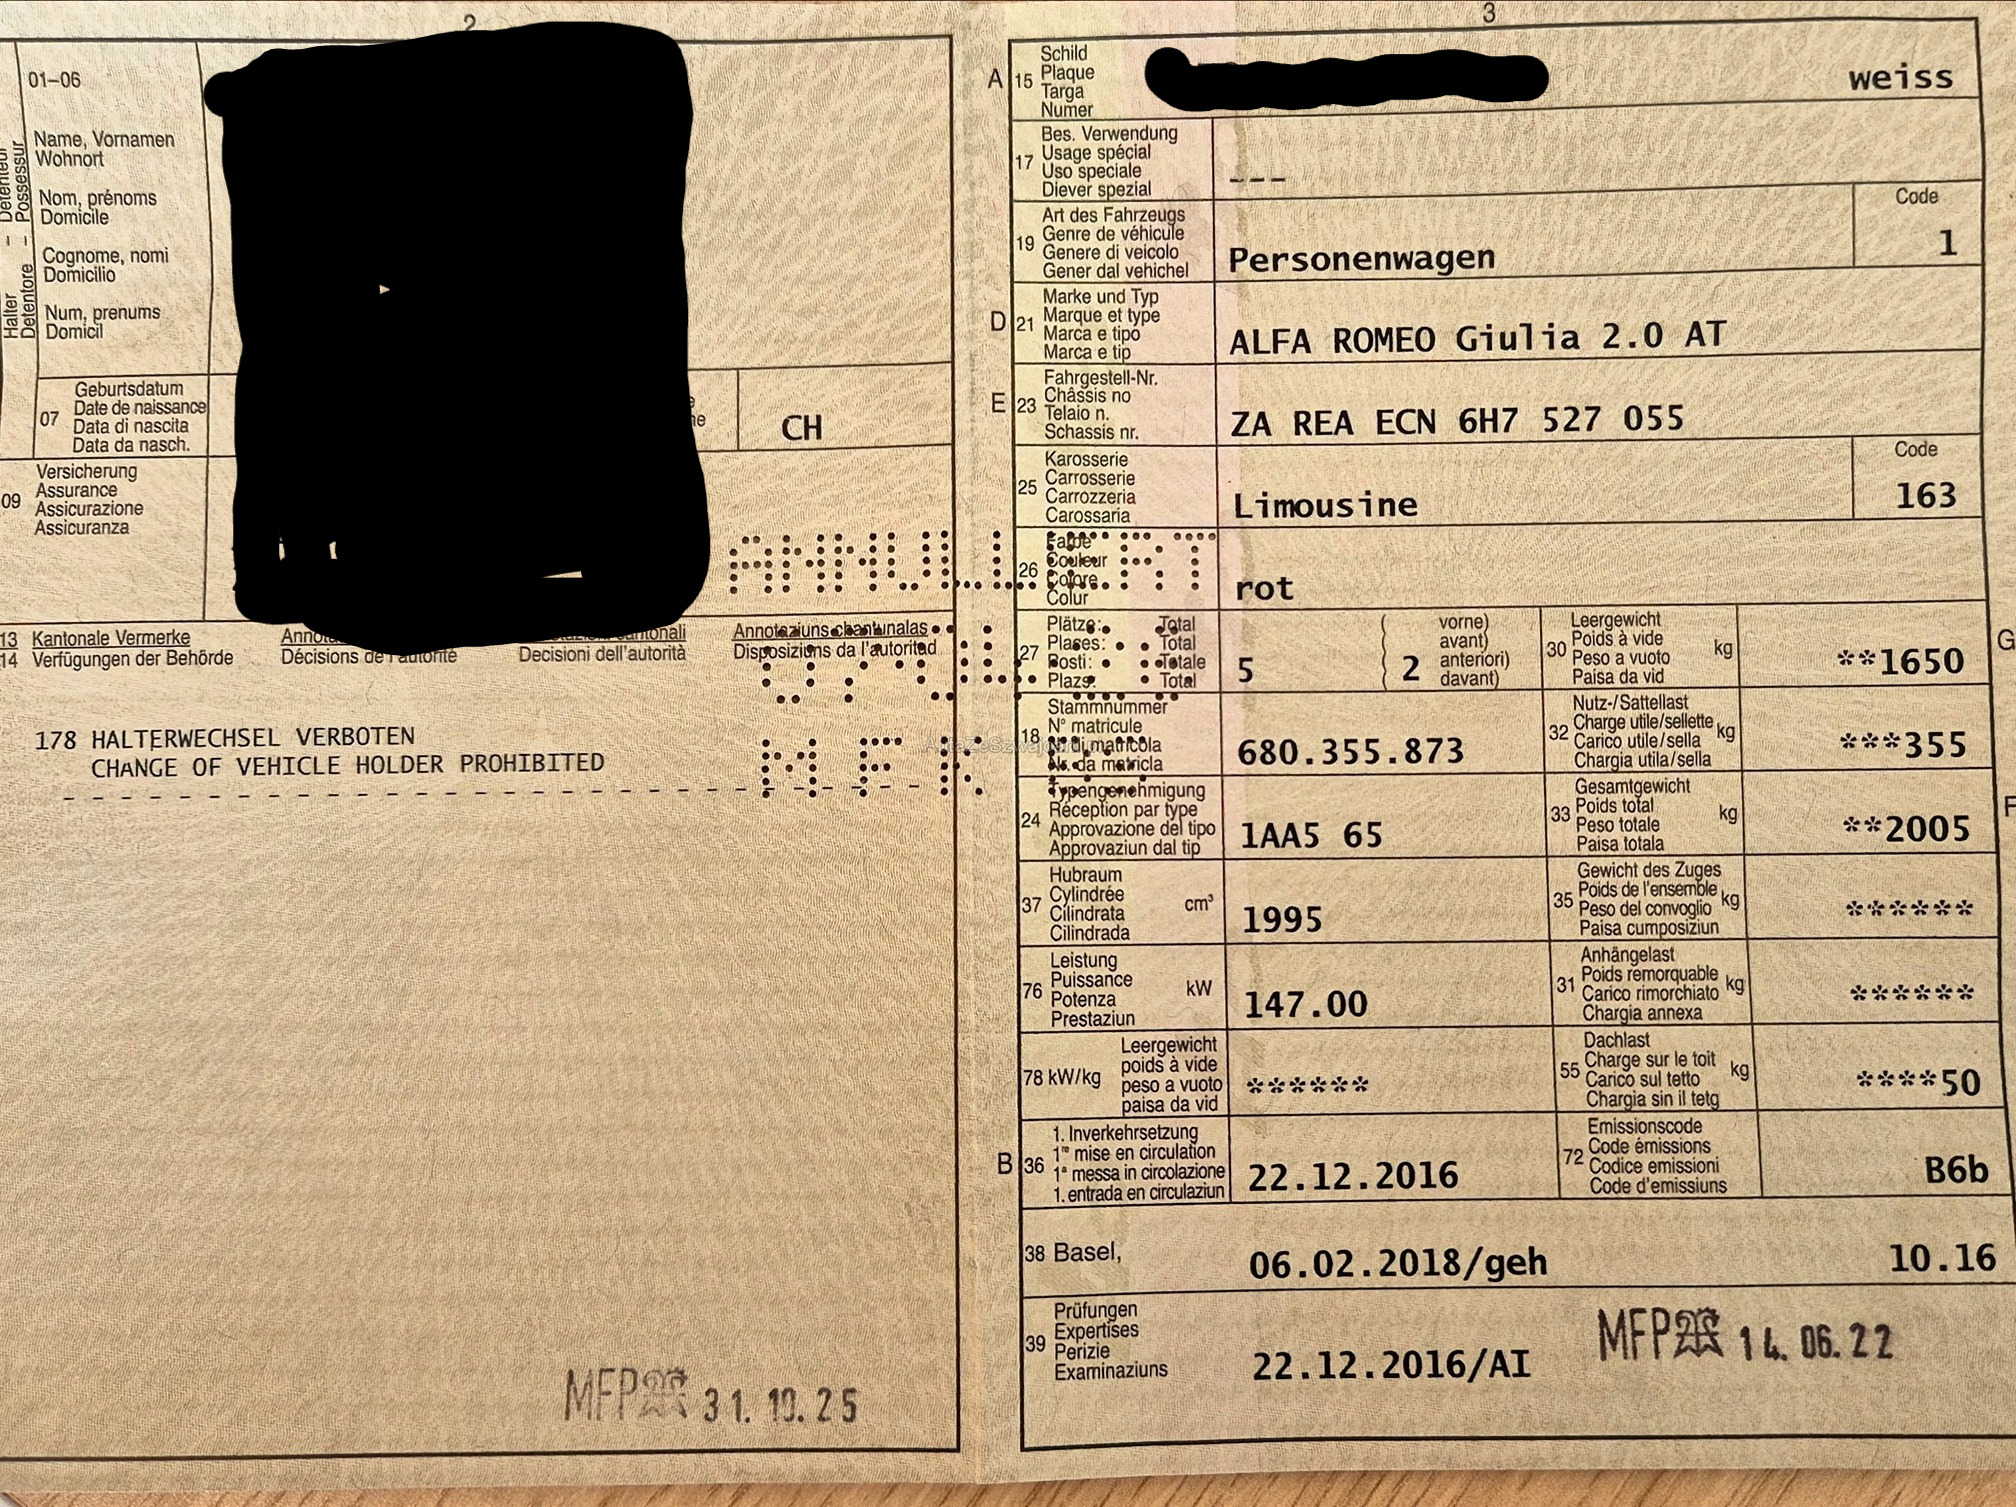 2
01–06
Halter – Détenteur
Detentore – Possessur
Name, Vornamen
Wohnort
Nom, prénoms
Domicile
Cognome, nomi
Domicilio
Num, prenums
Domicil
07
Geburtsdatum
Date de naissance
Data di nascita
Data da nasch.
CH
09
Versicherung
Assurance
Assicurazione
Assicuranza
13 Kantonale Vermerke
14 Verfügungen der Behörde
Décisions de l'autorité
cantonali
Decisioni dell'autorità
Annotaziuns chantunalas
Disposiziuns da l'autoritad
ANNULLIERT
MFK
178 HALTERWECHSEL VERBOTEN
CHANGE OF VEHICLE HOLDER PROHIBITED
MFP 31.10.25
3
A 15
Schild
Plaque
Targa
Numer
weiss
17
Bes. Verwendung
Usage spécial
Uso speciale
Diever spezial
---
19
Art des Fahrzeugs
Genre de véhicule
Genere di veicolo
Gener dal vehichel
Personenwagen
Code
1
D 21
Marke und Typ
Marque et type
Marca e tipo
Marca e tip
ALFA ROMEO Giulia 2.0 AT
E 23
Fahrgestell-Nr.
Châssis no
Telaio n.
Schassis nr.
ZA REA ECN 6H7 527 055
25
Karosserie
Carrosserie
Carrozzeria
Carossaria
Limousine
Code
163
26
Farbe
Couleur
Colore
Colur
rot
27
Plätze: Total
Plases: Total
Posti: Totale
Plazs: Total
5
2
vorne)
avant)
anteriori)
davant)
30
Leergewicht
Poids à vide
Peso a vuoto
Paisa da vid
kg
**1650
G
18
Stammnummer
N° matricule
N. di matricola
Nr. da matricla
680.355.873
32
Nutz-/Sattellast
Charge utile/sellette
Carico utile/sella
Chargia utila/sella
kg
***355
24
Typengenehmigung
Réception par type
Approvazione del tipo
Approvaziun dal tip
1AA5 65
33
Gesamtgewicht
Poids total
Peso totale
Paisa totala
kg
**2005
F
37
Hubraum
Cylindrée
Cilindrata
Cilindrada
cm³
1995
35
Gewicht des Zuges
Poids de l'ensemble
Peso del convoglio
Paisa cumposiziun
kg
******
76
Leistung
Puissance
Potenza
Prestaziun
kW
147.00
31
Anhängelast
Poids remorquable
Carico rimorchiato
Chargia annexa
kg
******
78 kW/kg
Leergewicht
poids à vide
peso a vuoto
paisa da vid
******
55
Dachlast
Charge sur le toit
Carico sul tetto
Chargia sin il tetg
kg
****50
B 36
1. Inverkehrsetzung
1re mise en circulation
1a messa in circolazione
1. entrada en circulaziun
22.12.2016
72
Emissionscode
Code émissions
Codice emissioni
Code d'emissiuns
B6b
38 Basel,
06.02.2018/geh
10.16
39
Prüfungen
Expertises
Perizie
Examinaziuns
22.12.2016/AI
MFP 14.06.22